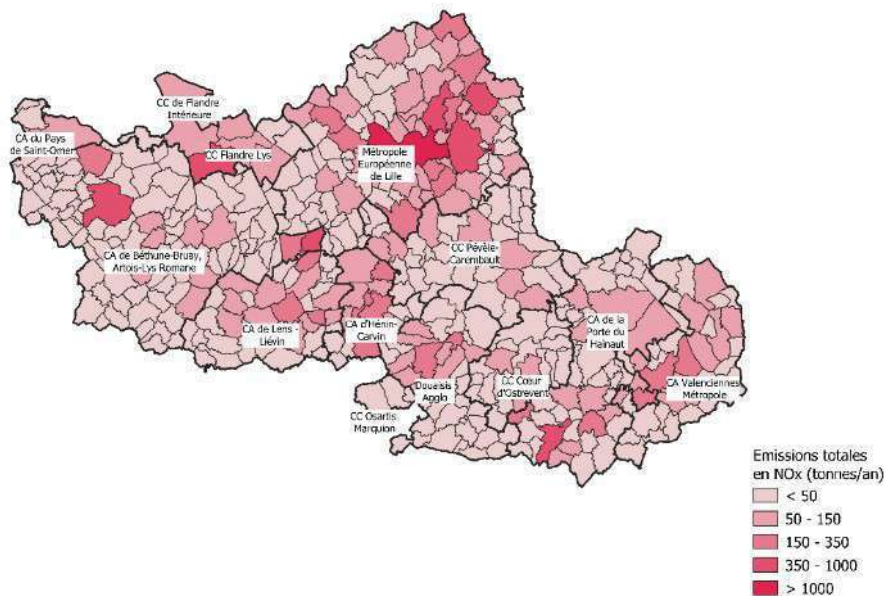 CC de Flandre
Intérieure
CA du Pays
de Saint-Omer
CC Flandre Lys
Métropole
Européenne
de Lille
CC Pévèle-
Carembault
CA de Béthune-Bruay,
Artois-Lys Romane
CA de Lens -
Liévin
CA d'Hénin-
Carvin
CA de la
Porte du
Hainaut
Douaisis
Agglo
CC Cœur
d'Ostrevent
CA Valenciennes
Métropole
CC Osartis
Marquion
Emissions totales
en NOx (tonnes/an)
< 50
50 - 150
150 - 350
350 - 1000
> 1000